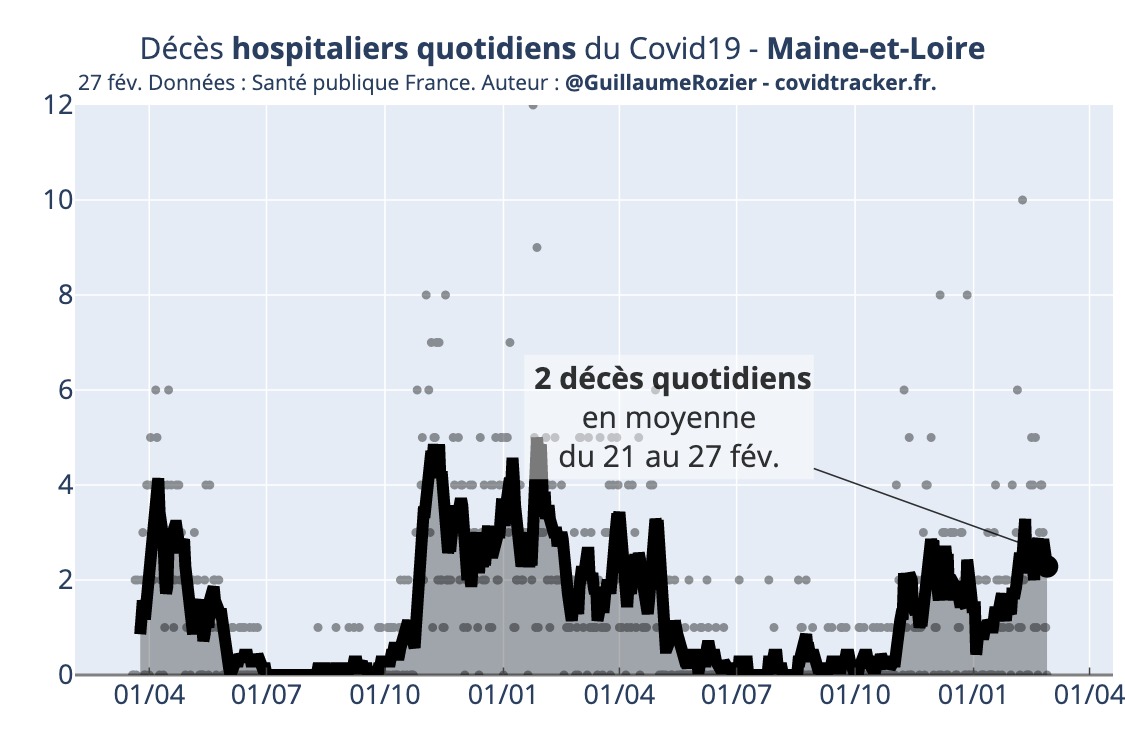 Décès hospitaliers quotidiens du Covid19 - Maine-et-Loire
27 fév. Données : Santé publique France. Auteur : @GuillaumeRozier - covidtracker.fr.
12
10
8
6
4
2
0
2 décès quotidiens
en moyenne
du 21 au 27 fév.
01/04 01/07 01/10 01/01 01/04 01/07 01/10 01/01 01/04